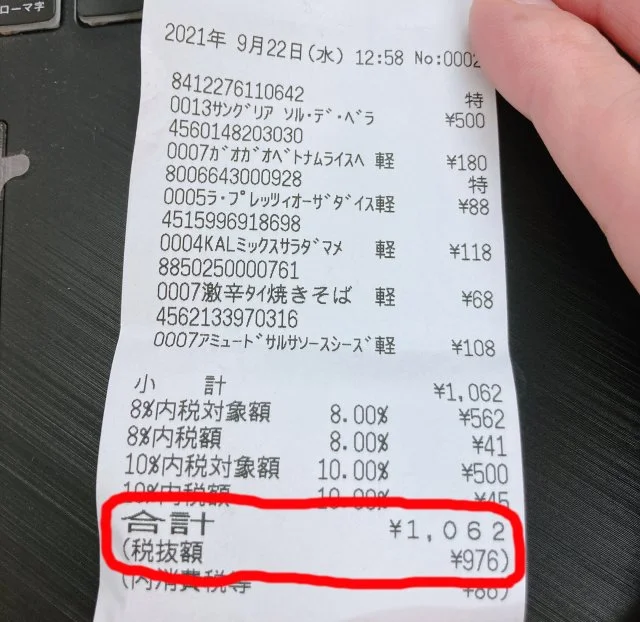 ローマ字
2021年 9月22日(水) 12:58 No:0002
8412276110642 特
0013サングリア ソル・デ・ベラ ¥500
4560148203030
0007ガオガオベトナムライスヘ 軽 ¥180
8006643000928 特
0005ラ・プレッツィオーザダイス軽 ¥88
4515996918698
0004KALミックスサラダマメ 軽 ¥118
8850250000761
0007激辛タイ焼きそば 軽 ¥68
4562133970316
0007アミュードサルサソースシーズ軽 ¥108
小 計 ¥1,062
8%内税対象額 8.00% ¥562
8%内税額 8.00% ¥41
10%内税対象額 10.00% ¥500
10%内税額 10.00% ¥45
合計 ¥1,062
(税抜額 ¥976)
(内消費税等 ¥86)